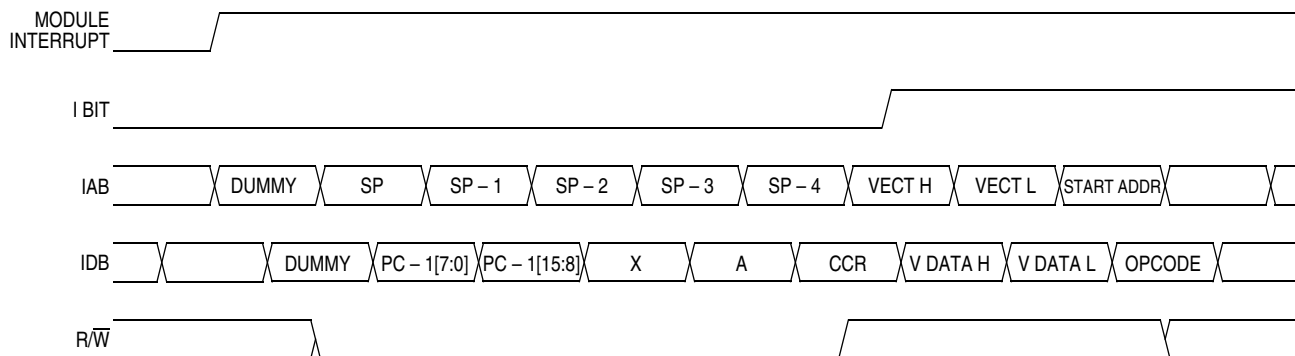 MODULE
INTERRUPT
I BIT
IAB DUMMY SP SP – 1 SP – 2 SP – 3 SP – 4 VECT H VECT L START ADDR
IDB DUMMY PC – 1[7:0] PC – 1[15:8] X A CCR V DATA H V DATA L OPCODE
R/W̅